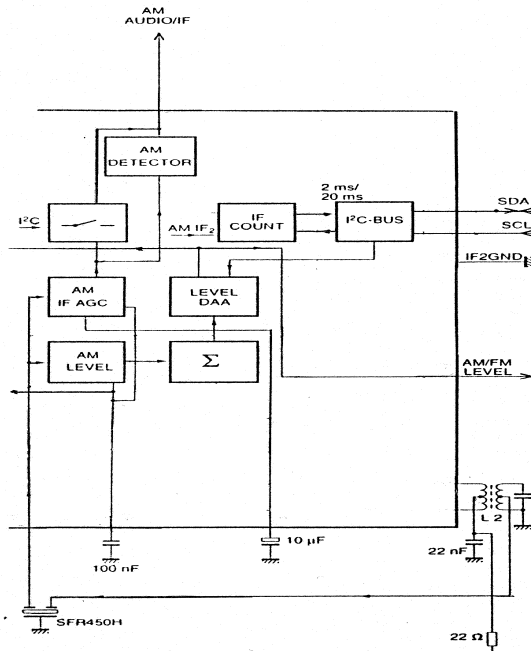 AM
AUDIO/IF
AM
DETECTOR
2 ms/
20 ms
I²C
AM IF₂
IF
COUNT
I²C-BUS
SDA
SCL
IF2GND
AM
IF AGC
LEVEL
DAA
AM
LEVEL
Σ
AM/FM
LEVEL
L 2
100 nF
10 µF
22 nF
SFR450H
22 Ω